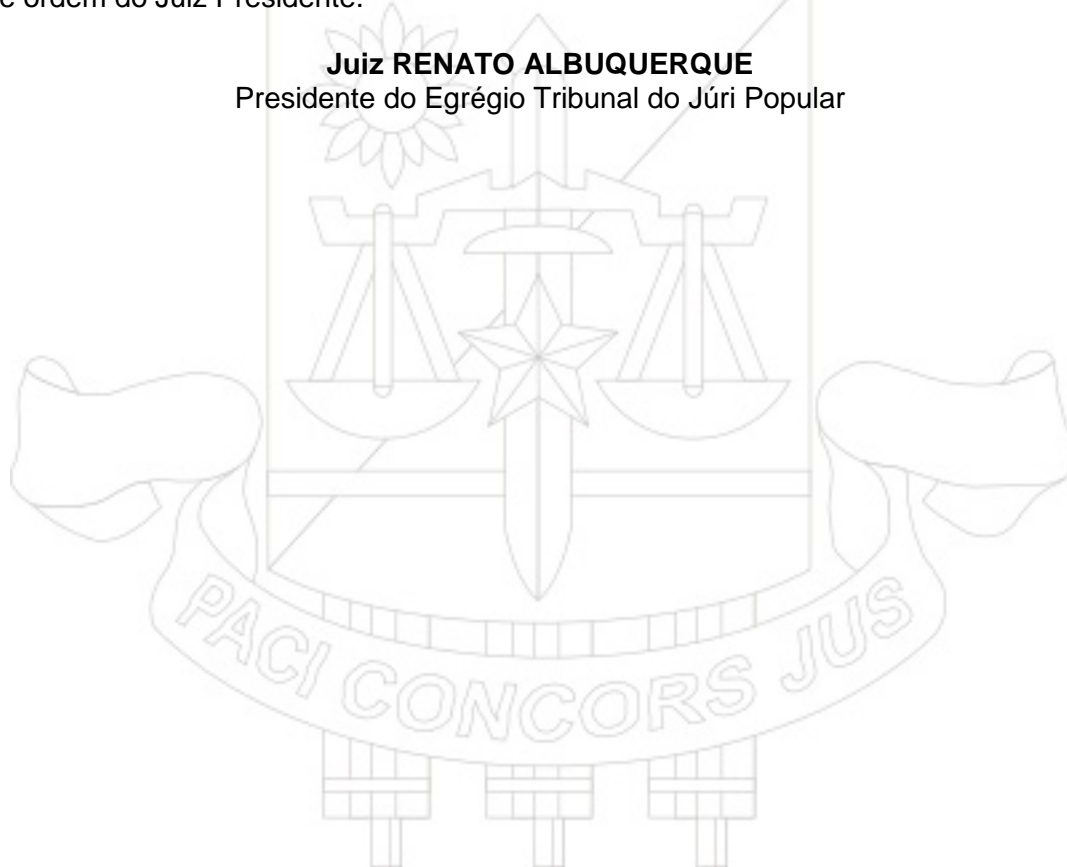 e ordem do Juiz Presidente.
Juiz RENATO ALBUQUERQUE
Presidente do Egrégio Tribunal do Júri Popular
PACI CONCORS JUS